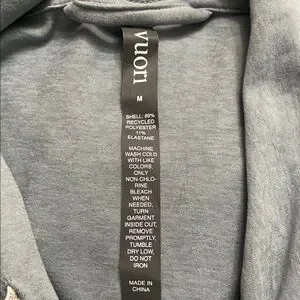 vuori
M
SHELL: 89%
RECYCLED
POLYESTER
11%
ELASTANE
MACHINE
WASH COLD
WITH LIKE
COLORS,
ONLY
NON-CHLO-
RINE
BLEACH
WHEN
NEEDED,
TURN
GARMENT
INSIDE OUT,
REMOVE
PROMPTLY,
TUMBLE
DRY LOW,
DO NOT
IRON
MADE IN
CHINA